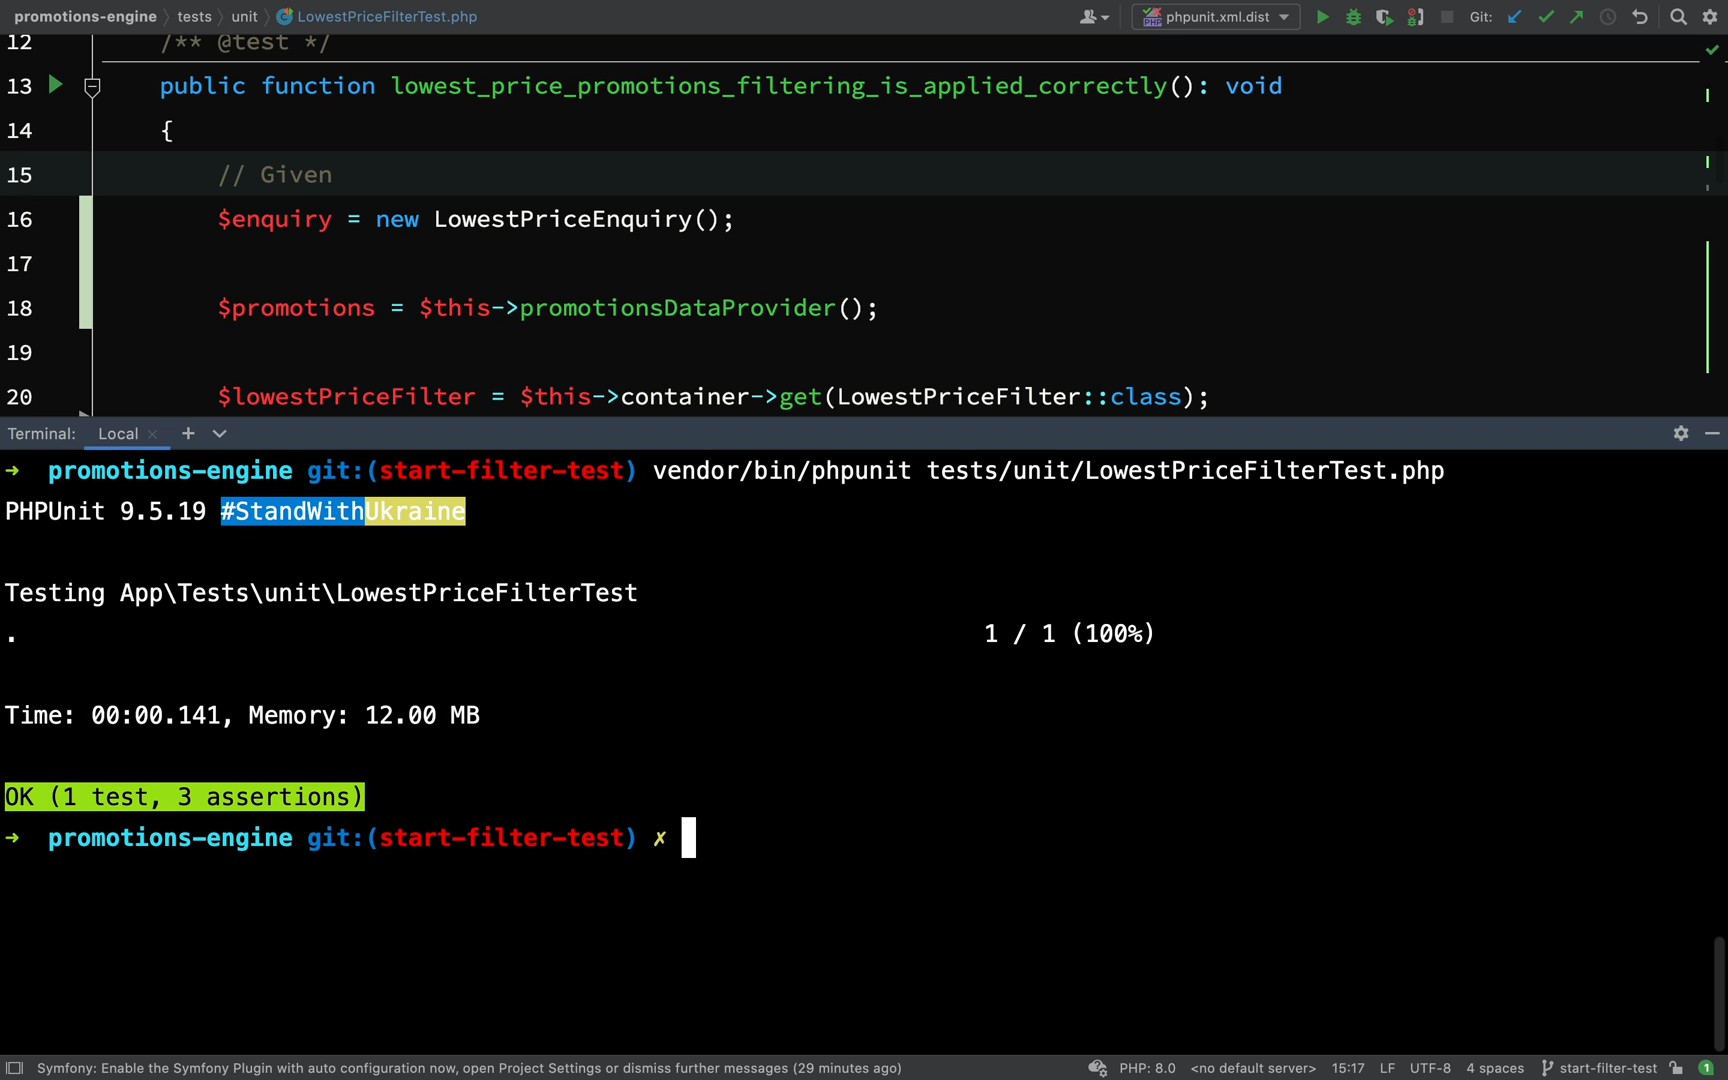 promotions-engine tests unit LowestPriceFilterTest.php phpunit.xml.dist Git:
12 /** @test */
13 public function lowest_price_promotions_filtering_is_applied_correctly(): void
14 {
15 // Given
16 $enquiry = new LowestPriceEnquiry();
17
18 $promotions = $this->promotionsDataProvider();
19
20 $lowestPriceFilter = $this->container->get(LowestPriceFilter::class);
Terminal: Local × + 
➜ promotions-engine git:(start-filter-test) vendor/bin/phpunit tests/unit/LowestPriceFilterTest.php
PHPUnit 9.5.19 #StandWithUkraine
Testing App\Tests\unit\LowestPriceFilterTest
. 1 / 1 (100%)
Time: 00:00.141, Memory: 12.00 MB
OK (1 test, 3 assertions)
➜ promotions-engine git:(start-filter-test) ✗
Symfony: Enable the Symfony Plugin with auto configuration now, open Project Settings or dismiss further messages (29 minutes ago) PHP: 8.0 <no default server> 15:17 LF UTF-8 4 spaces start-filter-test 1